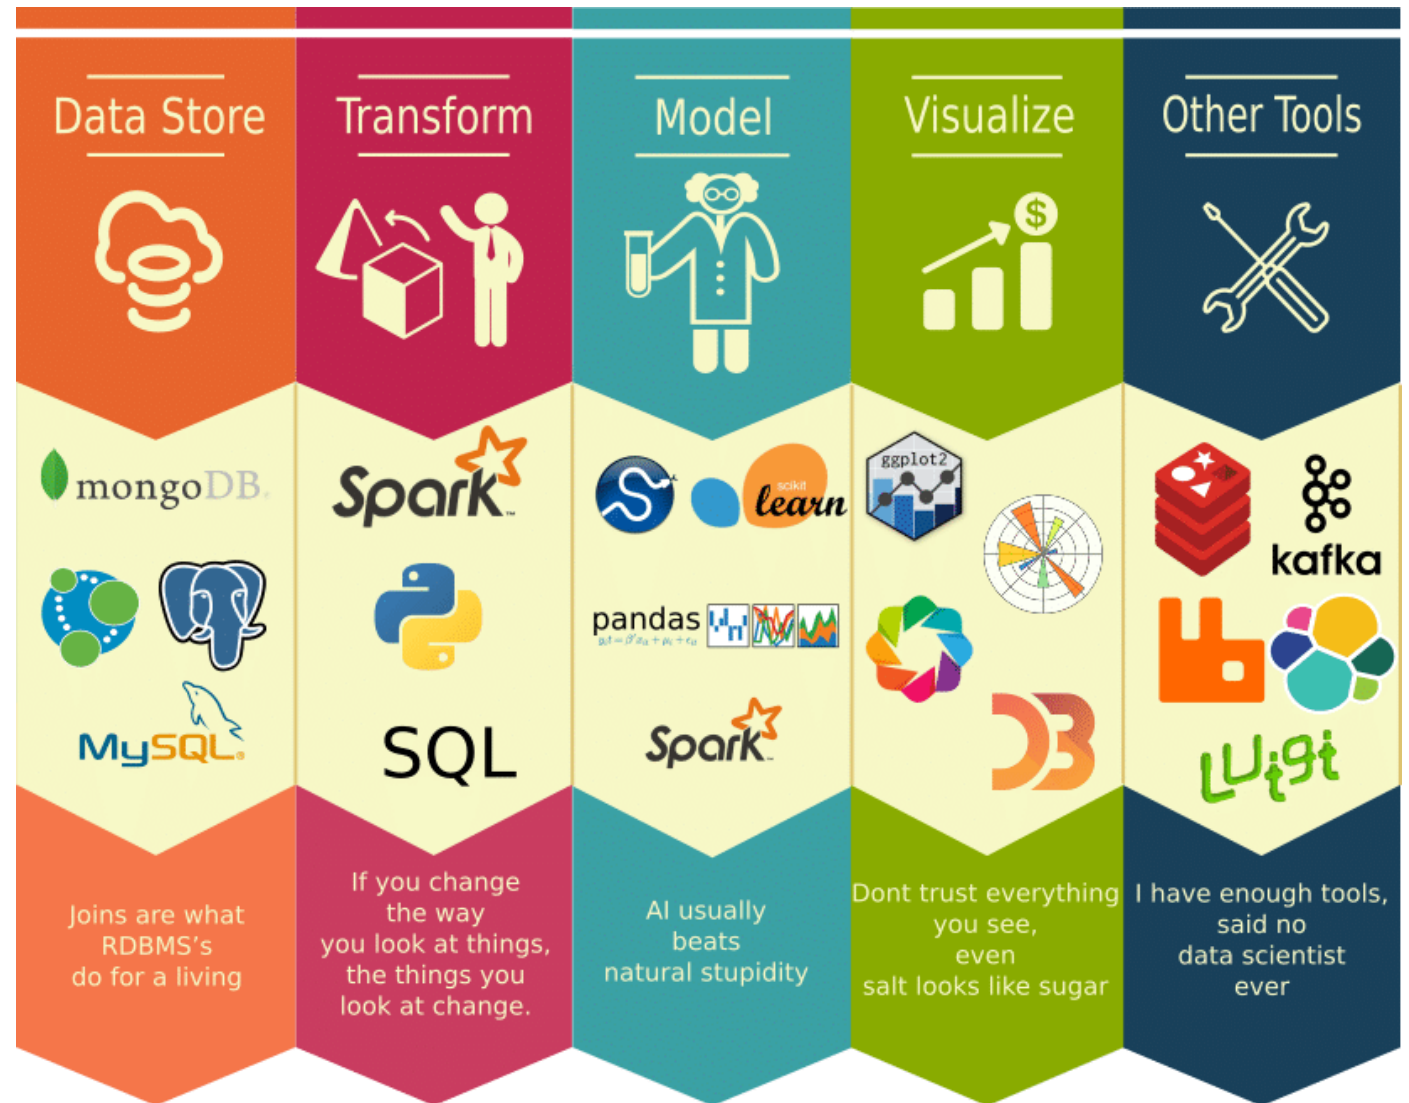 Data Store
Transform
Model
Visualize
Other Tools
$
mongoDB®
MySQL®
Spark™
SQL
scikit
learn
pandas
Spark™
ggplot2
D3
kafka
Luigi
Joins are what
RDBMS’s
do for a living
If you change
the way
you look at things,
the things you
look at change.
AI usually
beats
natural stupidity
Dont trust everything
you see,
even
salt looks like sugar
I have enough tools,
said no
data scientist
ever